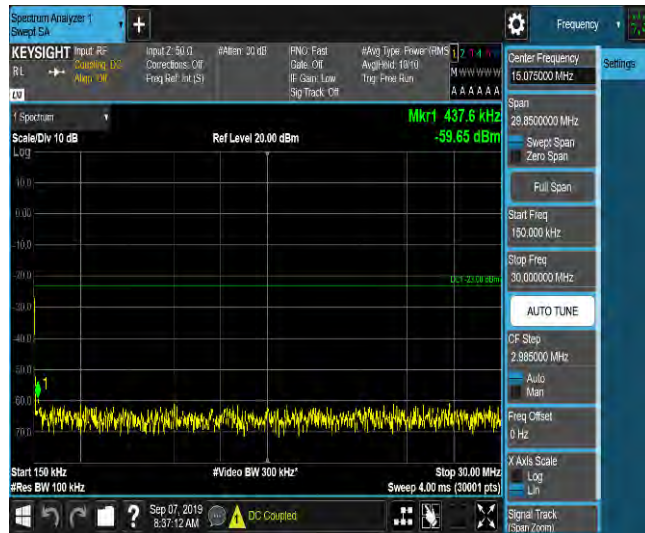 Spectrum Analyzer 1
Swept SA
+
Frequency
KEYSIGHT
RL
Input: RF
Coupling: DC
Align: Off
Input Z: 50 Ω
Corrections: Off
Freq Ref: Int (S)
#Atten: 30 dB
PNO: Fast
Gate: Off
IF Gain: Low
Sig Track: Off
#Avg Type: Power (RMS
Avg|Hold: 10/10
Trig: Free Run
M W W W W W
A A A A A A
Center Frequency
15.075000 MHz
Settings
Span
29.8500000 MHz
Swept Span
Zero Span
Full Span
Start Freq
150.000 kHz
Stop Freq
30.000000 MHz
AUTO TUNE
CF Step
2.985000 MHz
Auto
Man
Freq Offset
0 Hz
X Axis Scale
Log
Lin
Signal Track
(Span Zoom)
1 Spectrum
Scale/Div 10 dB
Ref Level 20.00 dBm
Mkr1 437.6 kHz
-59.65 dBm
Log
10.0
0.00
-10.0
-20.0
DL1 -23.00 dBm
-30.0
-40.0
-50.0
1
-60.0
-70.0
Start 150 kHz
#Video BW 300 kHz*
Stop 30.00 MHz
#Res BW 100 kHz
Sweep 4.00 ms (30001 pts)
?
Sep 07, 2019
8:37:12 AM
DC Coupled